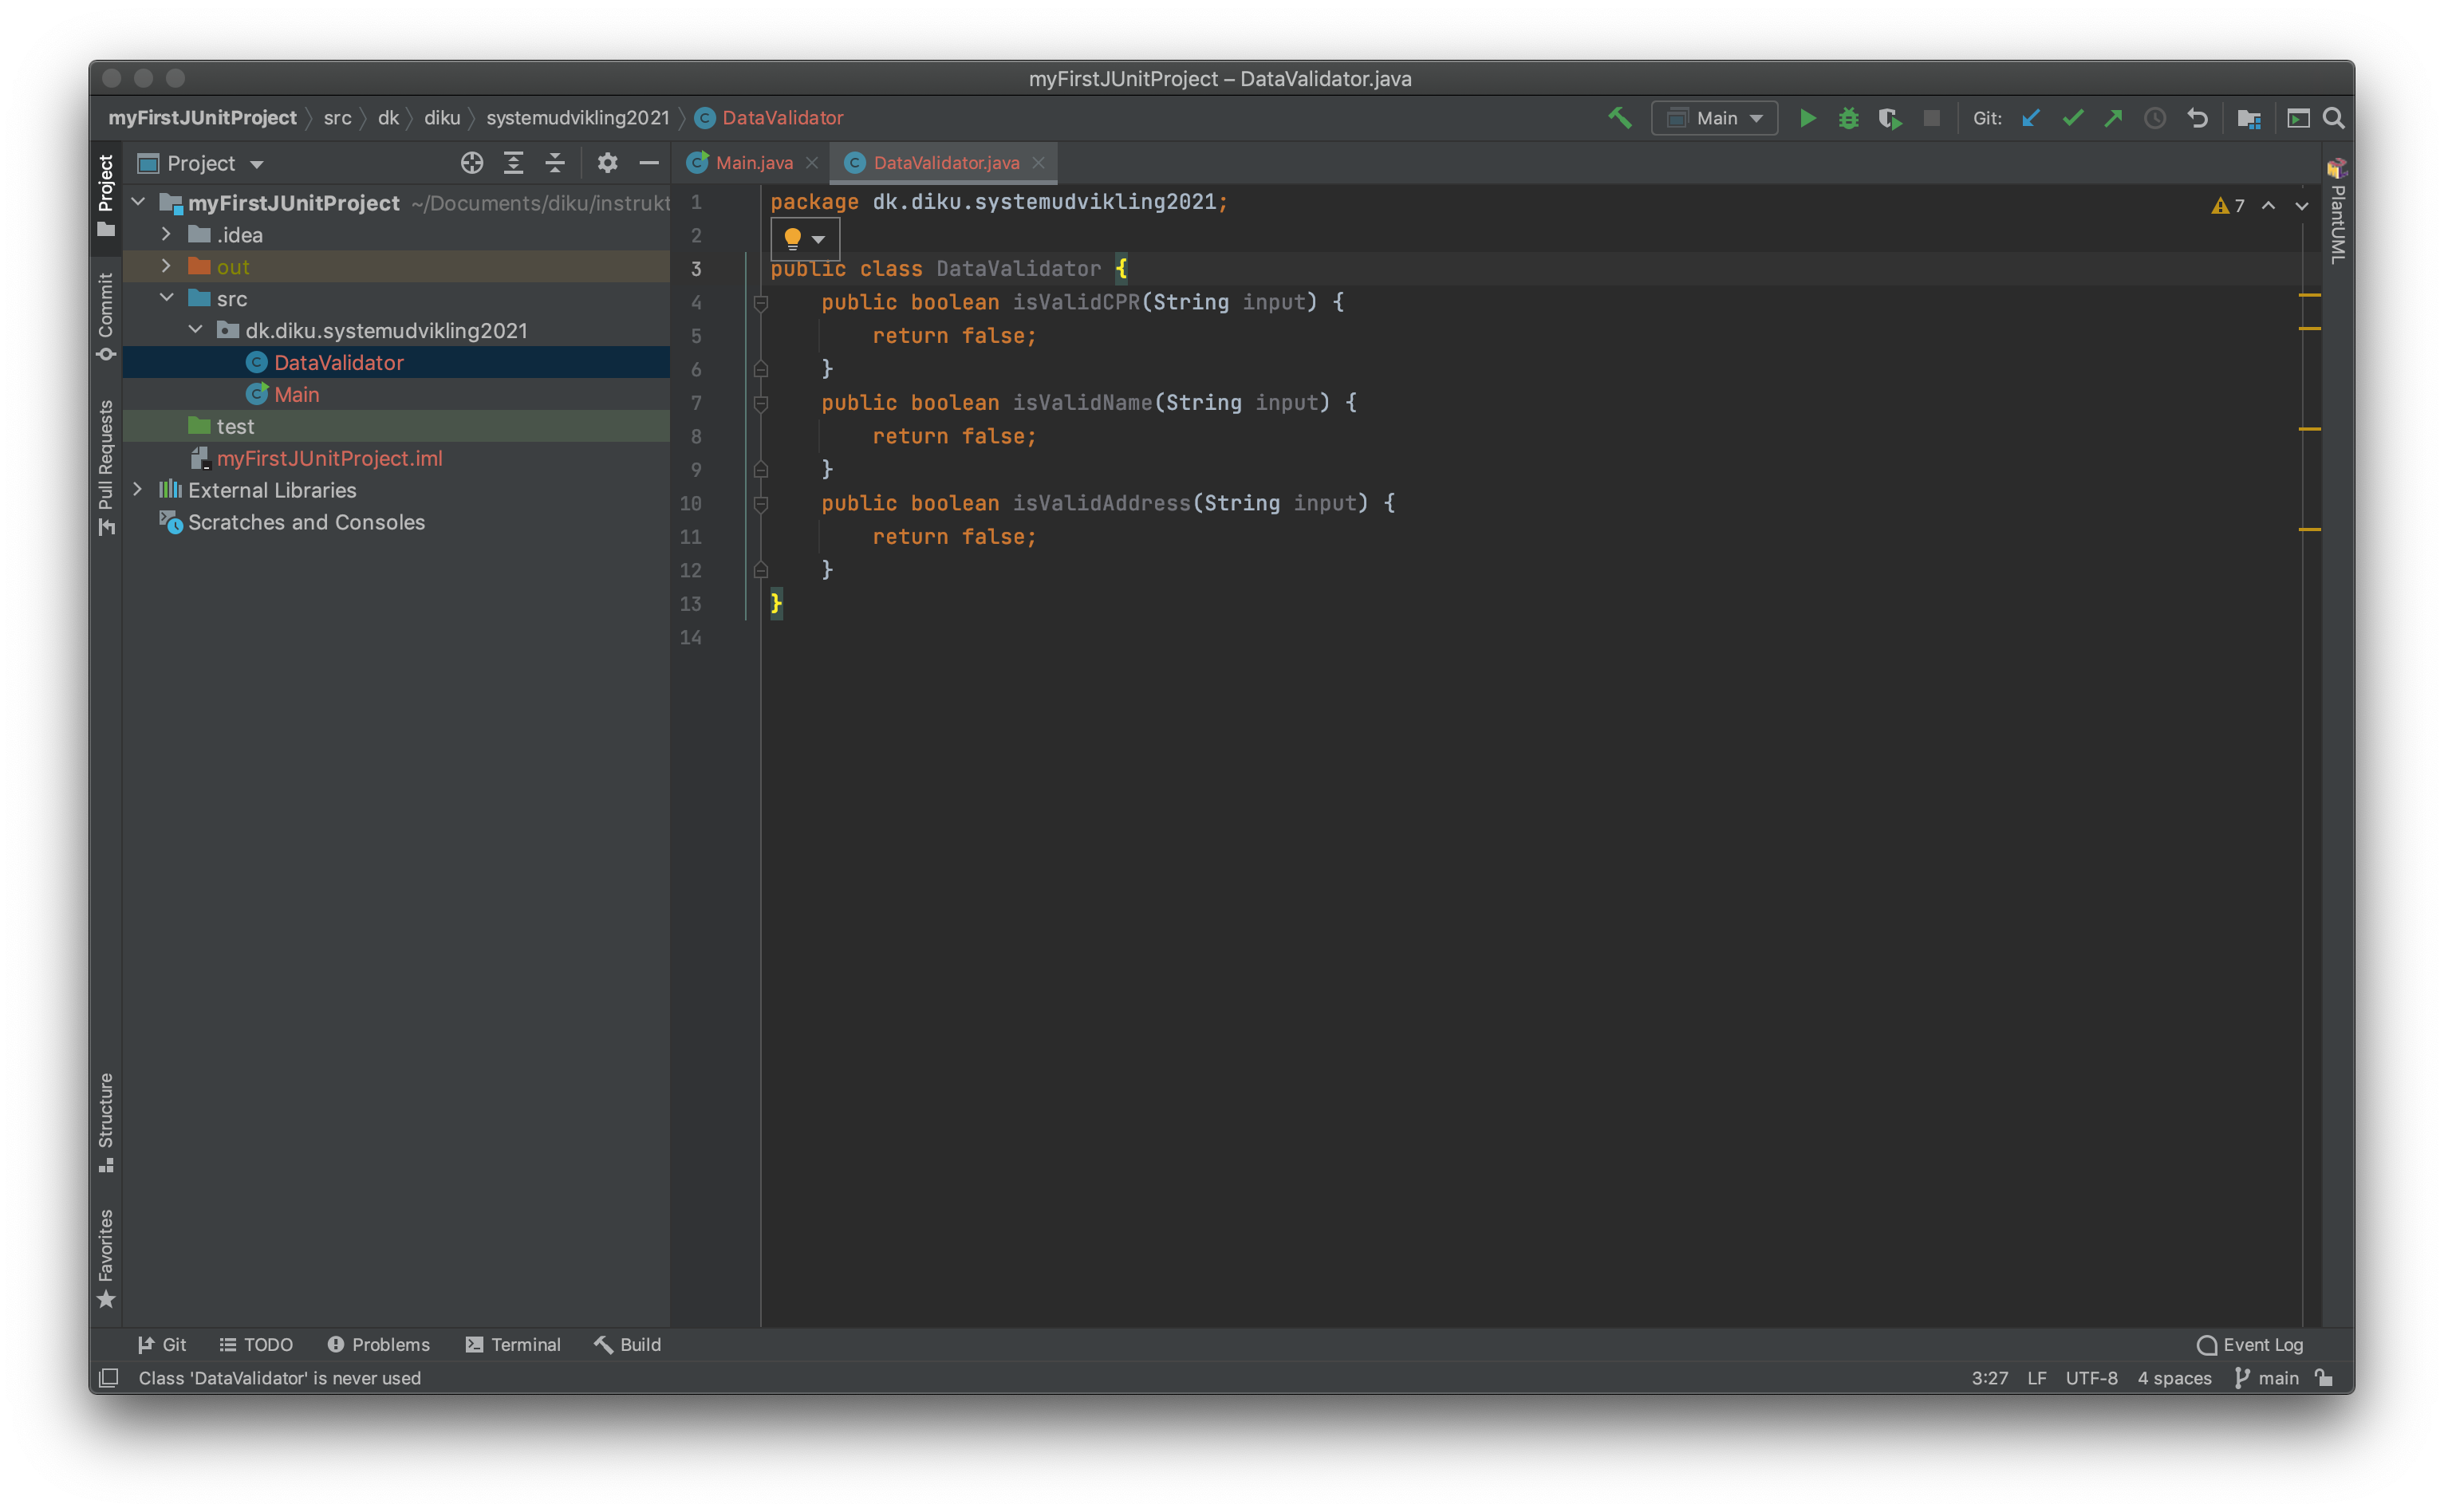 myFirstJUnitProject – DataValidator.java
myFirstJUnitProject src dk diku systemudvikling2021 DataValidator Main Git:
Project
Main.java DataValidator.java
myFirstJUnitProject ~/Documents/diku/instrukt
.idea
out
src
dk.diku.systemudvikling2021
DataValidator
Main
test
myFirstJUnitProject.iml
External Libraries
Scratches and Consoles
Project
Commit
Pull Requests
Structure
Favorites
1 package dk.diku.systemudvikling2021;
2
3 public class DataValidator {
4 public boolean isValidCPR(String input) {
5 return false;
6 }
7 public boolean isValidName(String input) {
8 return false;
9 }
10 public boolean isValidAddress(String input) {
11 return false;
12 }
13 }
14
7
PlantUML
Git TODO Problems Terminal Build Event Log
Class 'DataValidator' is never used 3:27 LF UTF-8 4 spaces main